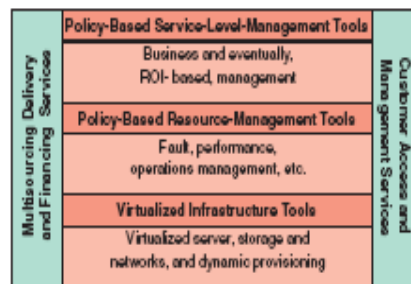 Multisourcing Delivery
and Financing Services
Policy-Based Service-Level-Management Tools
Business and eventually,
ROI- based, management
Policy-Based Resource-Management Tools
Fault, performance,
operations management, etc.
Virtualized Infrastructure Tools
Virtualized server, storage and
networks, and dynamic provisioning
Customer Access and
Management Services